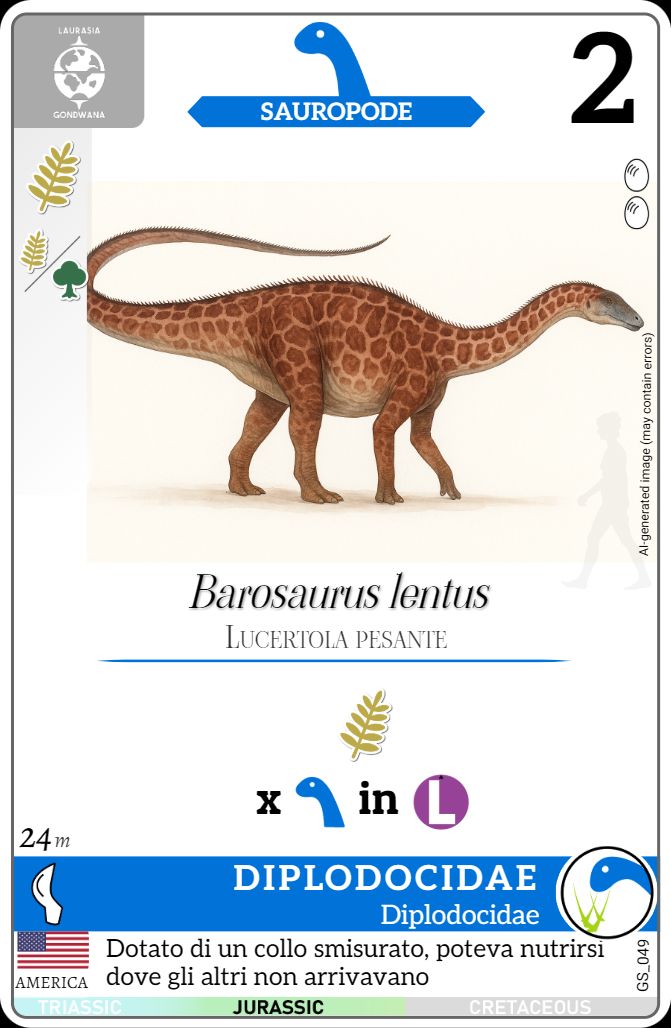 LAURASIA
GONDWANA
SAUROPODE
2
AI-generated image (may contain errors)
Barosaurus lentus
Lucertola pesante
x in L
24 m
DIPLODOCIDAE
Diplodocidae
AMERICA
Dotato di un collo smisurato, poteva nutrirsi
dove gli altri non arrivavano
GS_049
TRIASSIC JURASSIC CRETACEOUS